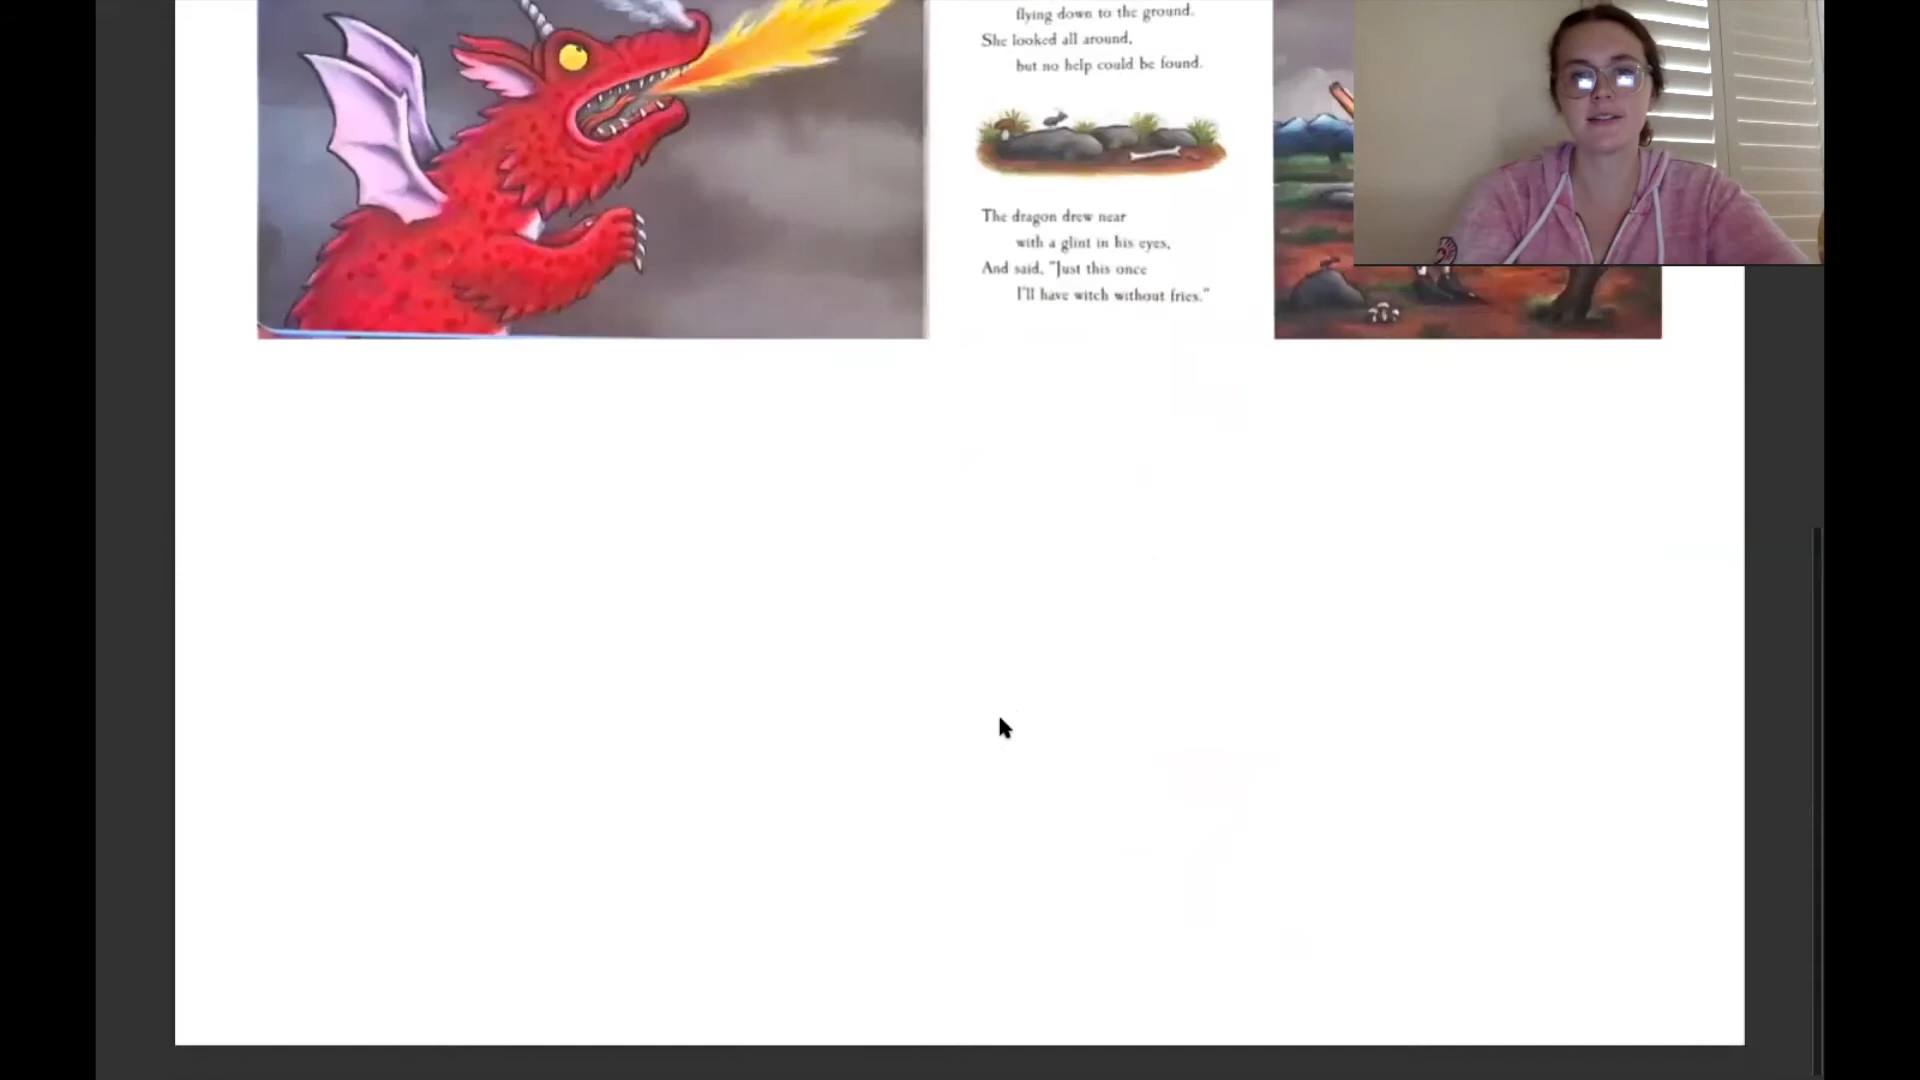 flying down to the ground.
She looked all around,
but no help could be found.
The dragon drew near
with a glint in his eyes,
And said, "Just this once
I'll have witch without fries."